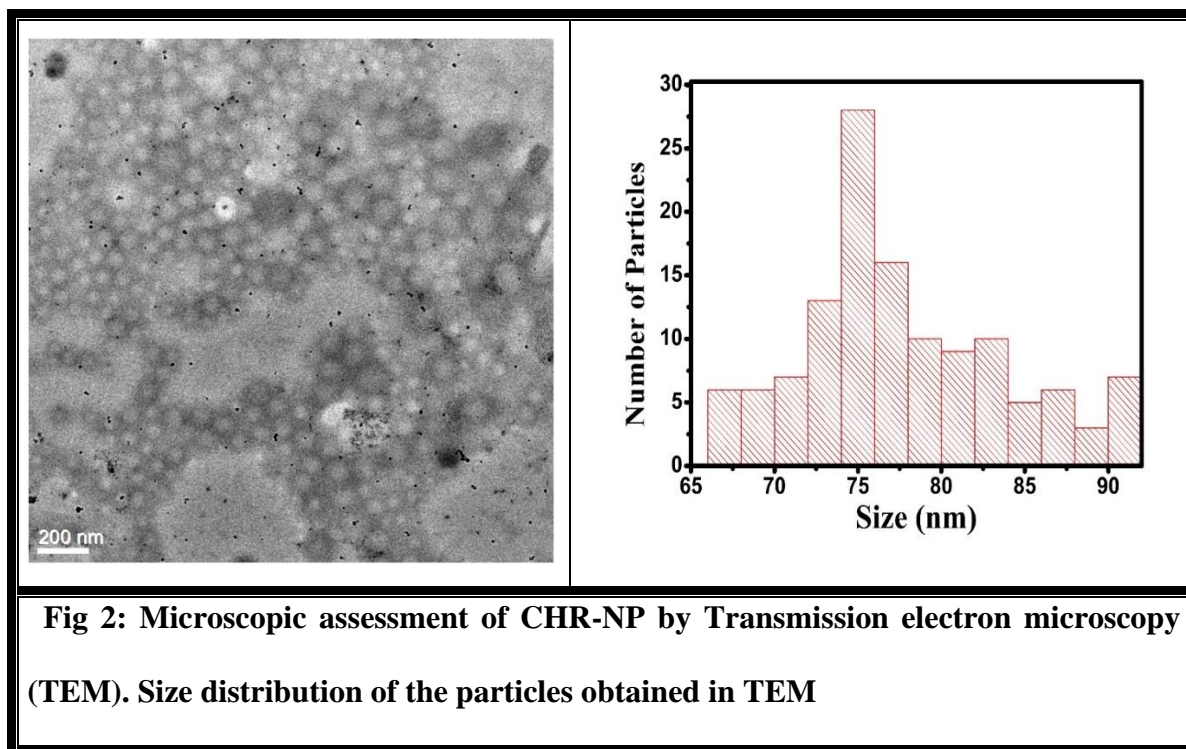 200 nm
30
25
20
15
10
5
0
Number of Particles
65 70 75 80 85 90
Size (nm)
Fig 2: Microscopic assessment of CHR-NP by Transmission electron microscopy
(TEM). Size distribution of the particles obtained in TEM